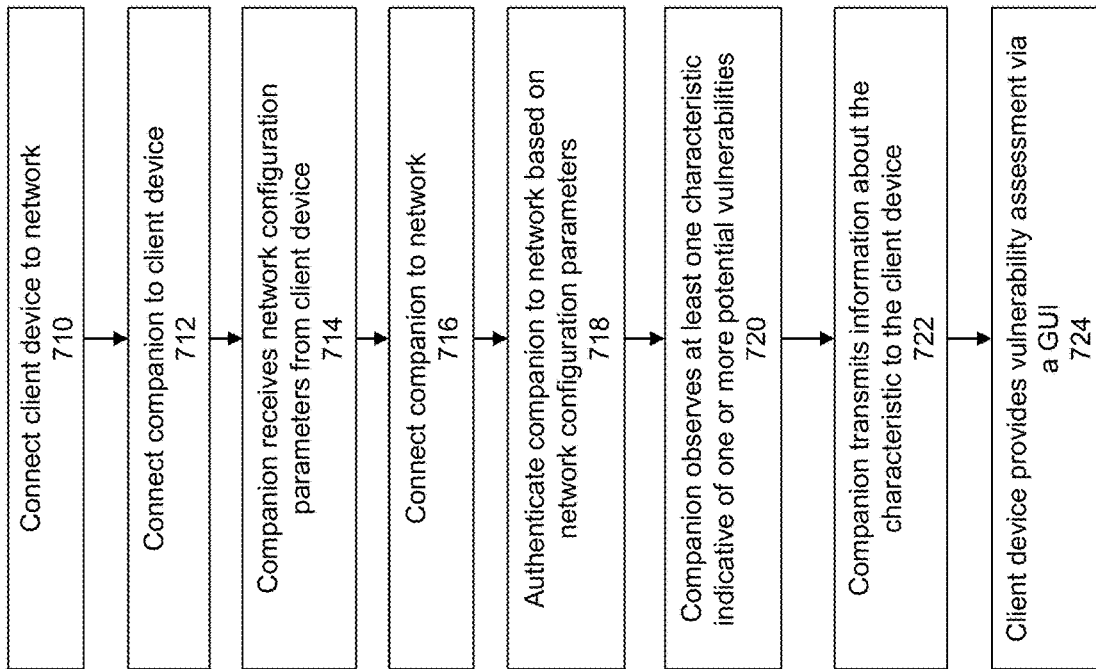 Connect client device to network
710
Connect companion to client device
712
Companion receives network configuration
parameters from client device
714
Connect companion to network
716
Authenticate companion to network based on
network configuration parameters
718
Companion observes at least one characteristic
indicative of one or more potential vulnerabilities
720
Companion transmits information about the
characteristic to the client device
722
Client device provides vulnerability assessment via
a GUI
724